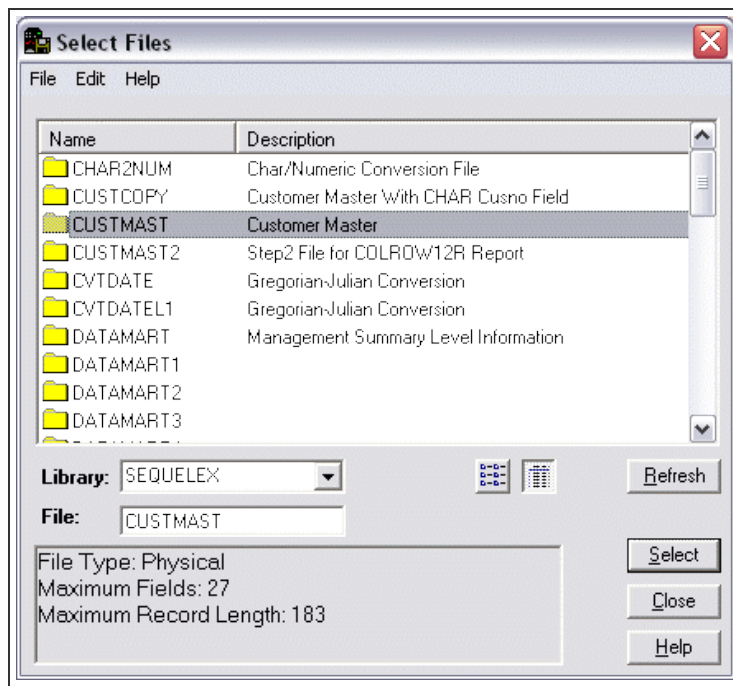 Select Files
File Edit Help
Name Description
CHAR2NUM Char/Numeric Conversion File
CUSTCOPY Customer Master With CHAR Cusno Field
CUSTMAST Customer Master
CUSTMAST2 Step2 File for COLROW12R Report
CVTDATE Gregorian-Julian Conversion
CVTDATEL1 Gregorian-Julian Conversion
DATAMART Management Summary Level Information
DATAMART1
DATAMART2
DATAMART3
Library: SEQUELEX Refresh
File: CUSTMAST
File Type: Physical
Maximum Fields: 27
Maximum Record Length: 183
Select
Close
Help